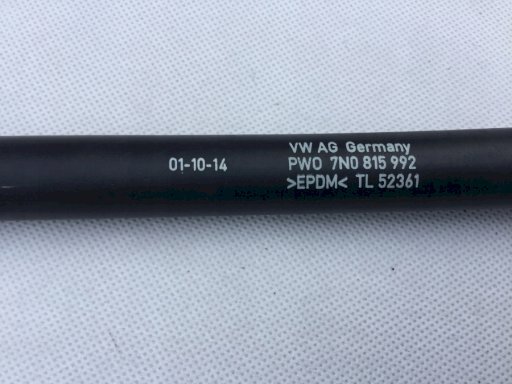 VW AG Germany
01-10-14 PWO 7N0 815 992
>EPDM< TL 52361